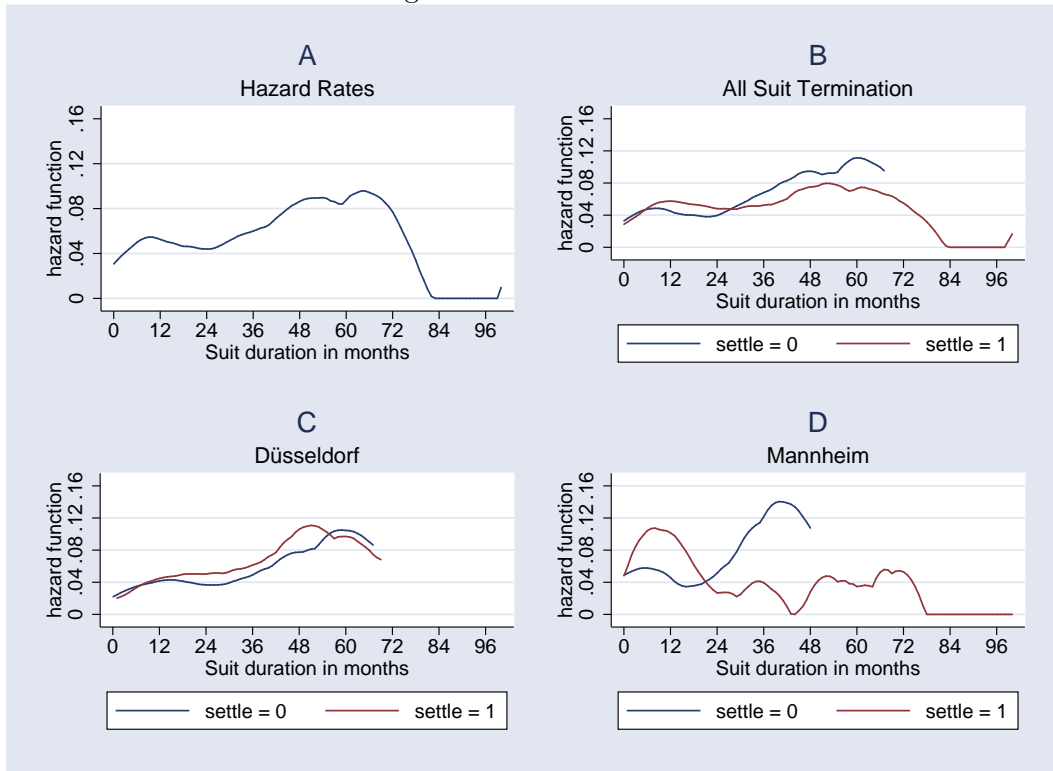 g
A
Hazard Rates
hazard function
0 .04 .08 .12 .16
0 12 24 36 48 60 72 84 96
Suit duration in months
B
All Suit Termination
hazard function
0 .04 .08 .12 .16
0 12 24 36 48 60 72 84 96
Suit duration in months
settle = 0 settle = 1
C
Düsseldorf
hazard function
0 .04 .08 .12 .16
0 12 24 36 48 60 72 84 96
Suit duration in months
settle = 0 settle = 1
D
Mannheim
hazard function
0 .04 .08 .12 .16
0 12 24 36 48 60 72 84 96
Suit duration in months
settle = 0 settle = 1